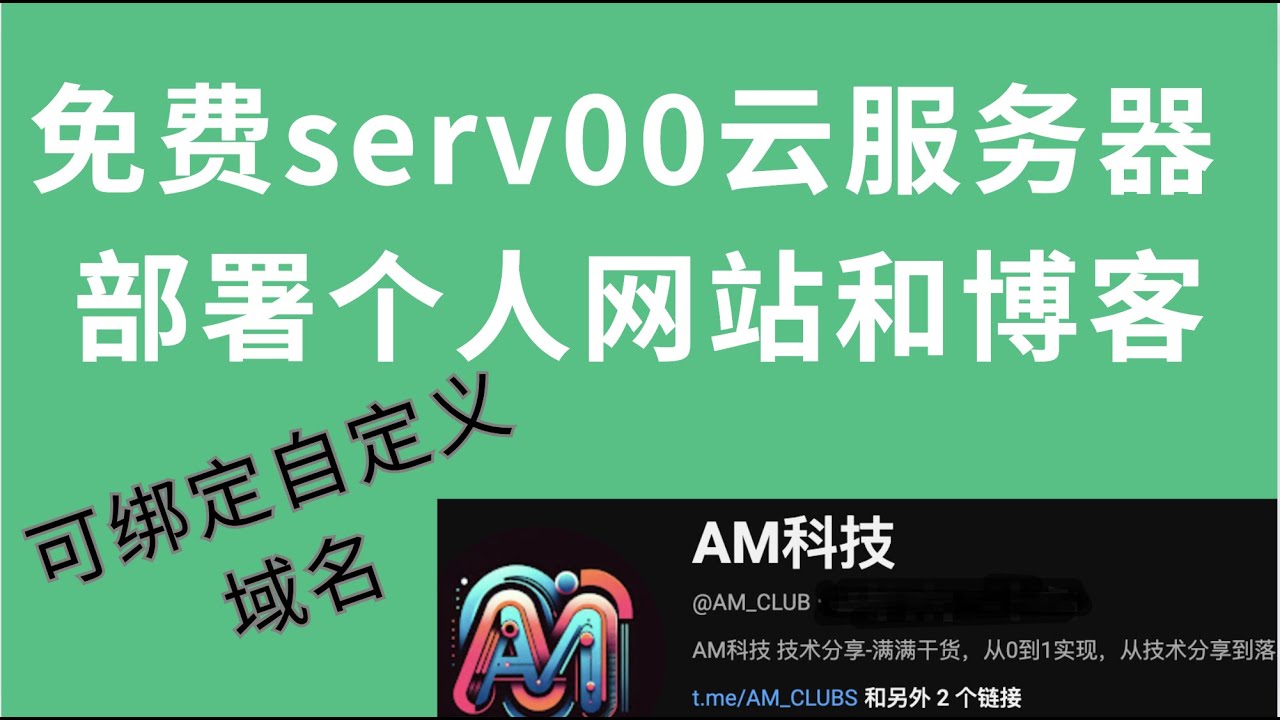 免费serv00云服务器
部署个人网站和博客
可绑定自定义
域名
AM科技
@AM_CLUB ·
AM科技 技术分享-满满干货，从0到1实现，从技术分享到落
t.me/AM_CLUBS 和另外 2 个链接